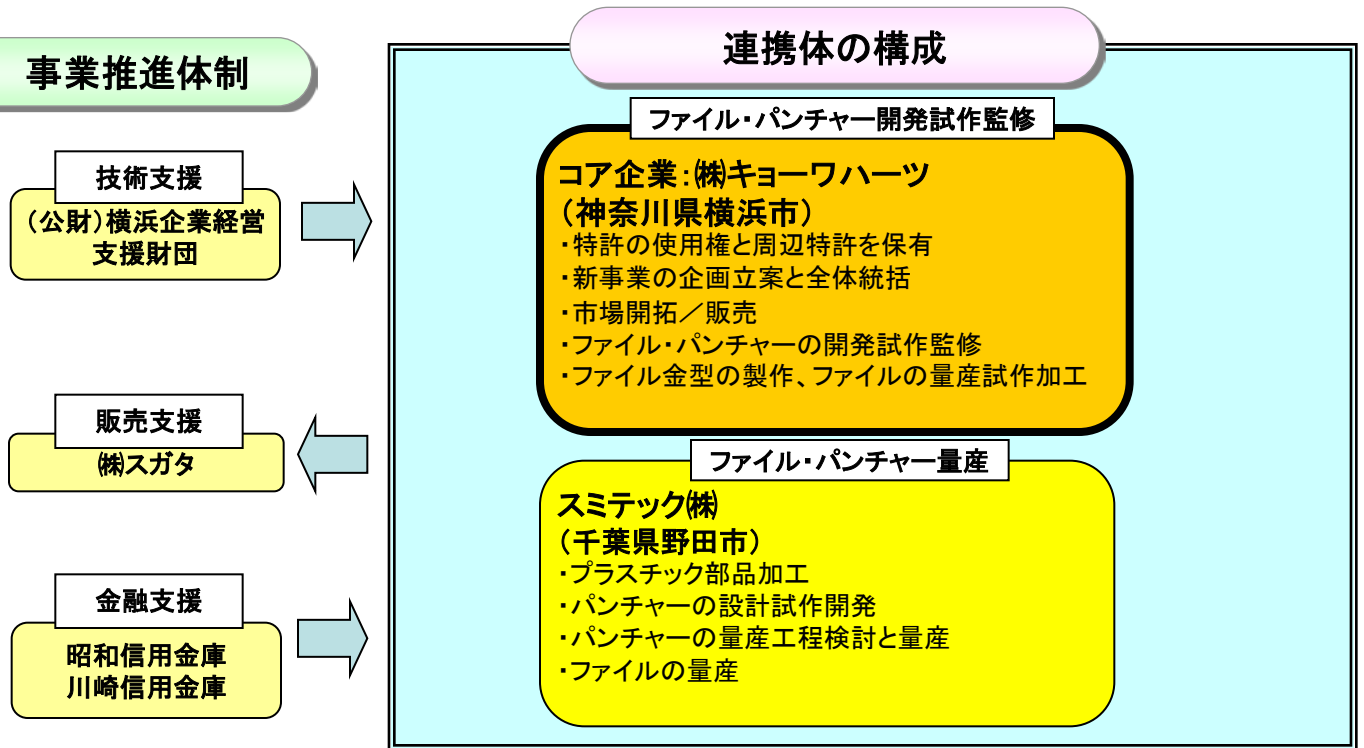 事業推進体制
技術支援
(公財)横浜企業経営
支援財団
販売支援
㈱スガタ
金融支援
昭和信用金庫
川崎信用金庫
連携体の構成
ファイル・パンチャー開発試作監修
コア企業:㈱キョーワハーツ
(神奈川県横浜市)
・特許の使用権と周辺特許を保有
・新事業の企画立案と全体統括
・市場開拓/販売
・ファイル・パンチャーの開発試作監修
・ファイル金型の製作、ファイルの量産試作加工
ファイル・パンチャー量産
スミテック㈱
(千葉県野田市)
・プラスチック部品加工
・パンチャーの設計試作開発
・パンチャーの量産工程検討と量産
・ファイルの量産